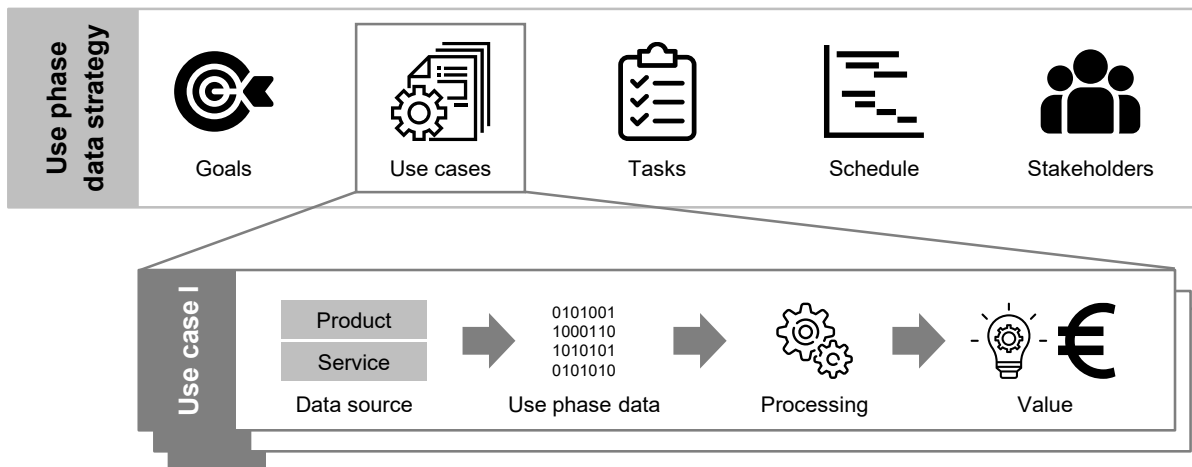 Use phase
data strategy
Goals
Use cases
Tasks
Schedule
Stakeholders
Use case I
Product
Service
Data source
0101001
1000110
1010101
0101010
Use phase data
Processing
€
Value